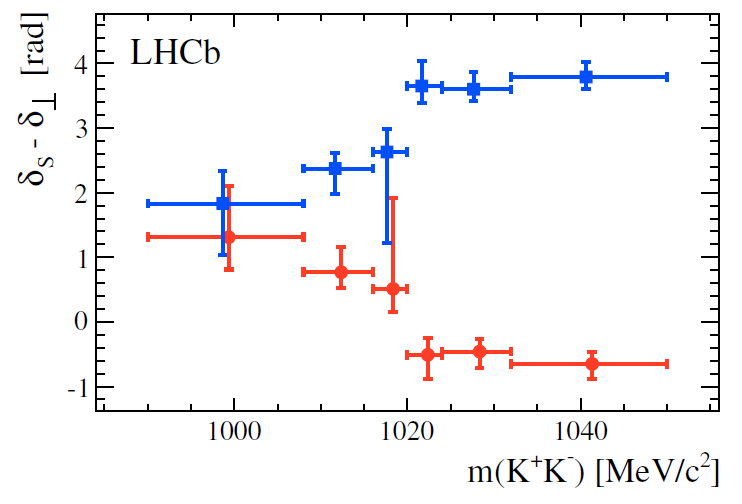 LHCb
δS - δ⊥ [rad]
4
3
2
1
0
-1
1000 1020 1040
m(K+K-) [MeV/c2]